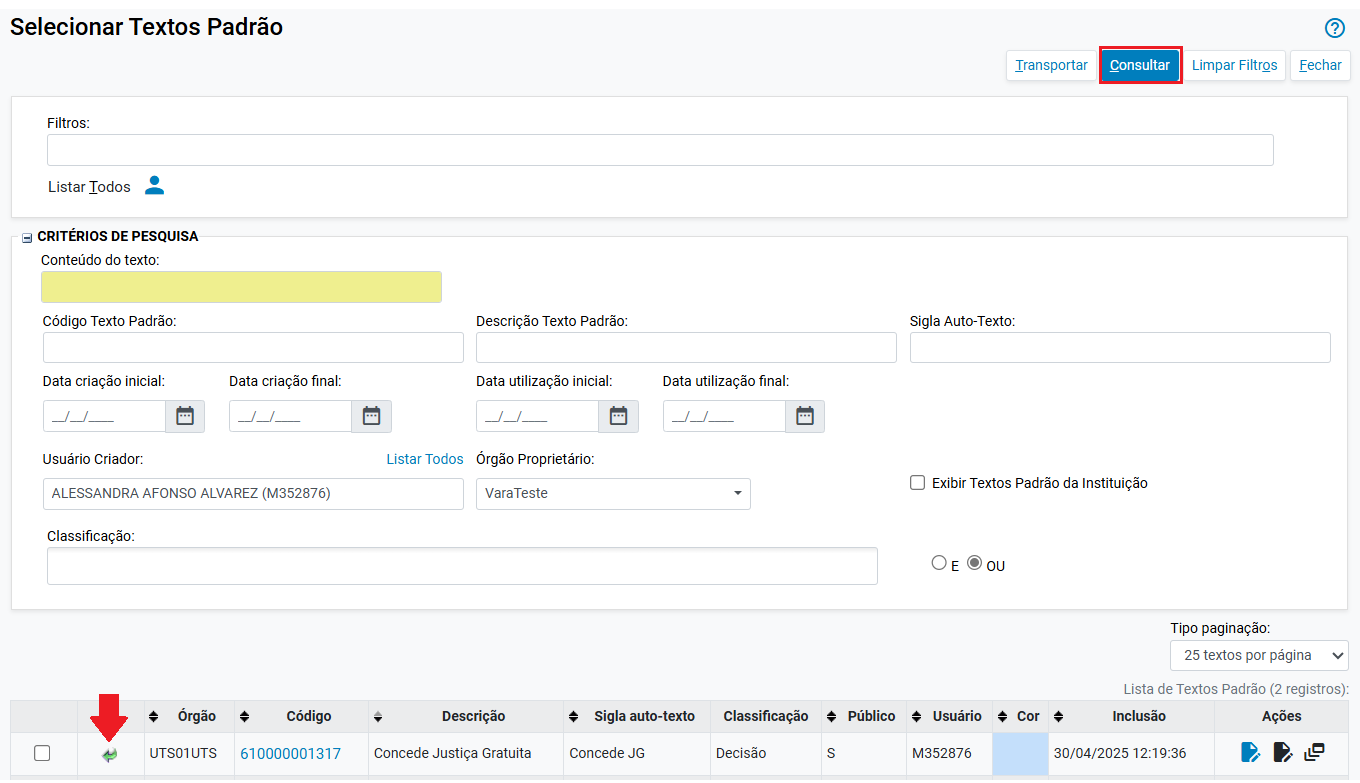 Selecionar Textos Padrão
Transportar Consultar Limpar Filtros Fechar
Filtros:
Listar Todos
CRITÉRIOS DE PESQUISA
Conteúdo do texto:
Código Texto Padrão: Descrição Texto Padrão: Sigla Auto-Texto:
Data criação inicial: Data criação final: Data utilização inicial: Data utilização final:
__/__/____ __/__/____ __/__/____ __/__/____
Usuário Criador: Listar Todos Órgão Proprietário:
ALESSANDRA AFONSO ALVAREZ (M352876) VaraTeste Exibir Textos Padrão da Instituição
Classificação:
E OU
Tipo paginação:
25 textos por página
Lista de Textos Padrão (2 registros):
Órgão Código Descrição Sigla auto-texto Classificação Público Usuário Cor Inclusão Ações
UTS01UTS 610000001317 Concede Justiça Gratuita Concede JG Decisão S M352876 30/04/2025 12:19:36